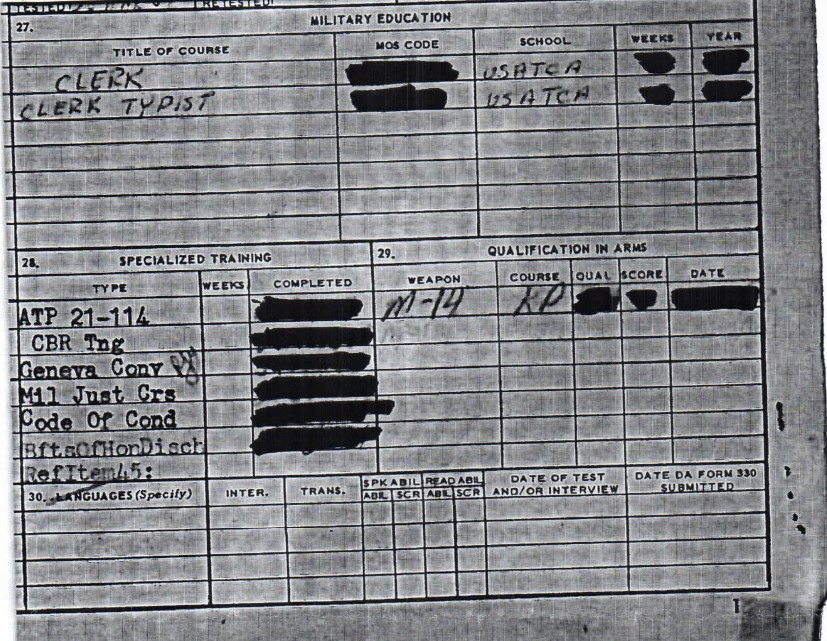 RETESTED:
27. MILITARY EDUCATION
TITLE OF COURSE MOS CODE SCHOOL WEEKS YEAR
CLERK USATCA
CLERK TYPIST USATCA
28. SPECIALIZED TRAINING 29. QUALIFICATION IN ARMS
TYPE WEEKS COMPLETED WEAPON COURSE QUAL SCORE DATE
ATP 21-114 M-14 KD
CBR Tng
Geneva Conv
Mil Just Crs
Code Of Cond
BftsOfHonDisch
RefItem45:
30. LANGUAGES (Specify) INTER. TRANS. SPK ABIL READ ABIL DATE OF TEST AND/OR INTERVIEW DATE DA FORM 330 SUBMITTED
ABIL SCR ABIL SCR